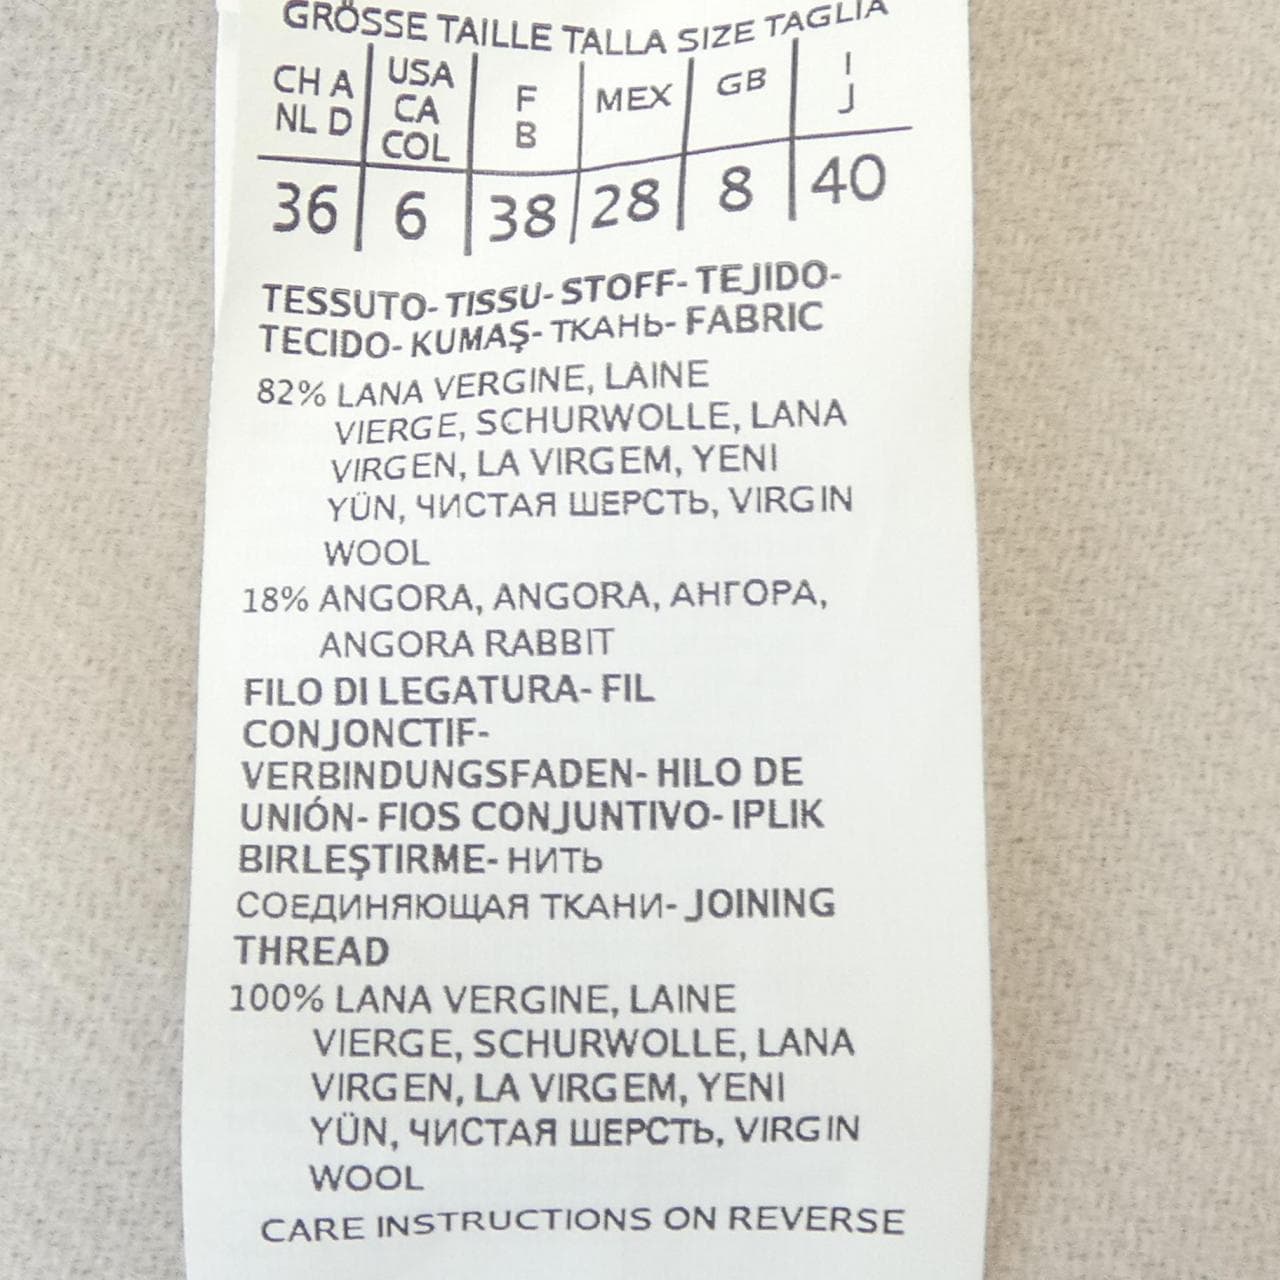 GRÖSSE TAILLE TALLA SIZE TAGLIA
CH A NL D USA CA COL F B MEX GB I J
36 6 38 28 8 40
TESSUTO- TISSU- STOFF- TEJIDO-
TECIDO- KUMAŞ- ТКАНЬ- FABRIC
82% LANA VERGINE, LAINE
VIERGE, SCHURWOLLE, LANA
VIRGEN, LA VIRGEM, YENI
YÜN, ЧИСТАЯ ШЕРСТЬ, VIRGIN
WOOL
18% ANGORA, ANGORA, АНГОРА,
ANGORA RABBIT
FILO DI LEGATURA- FIL
CONJONCTIF-
VERBINDUNGSFADEN- HILO DE
UNIÓN- FIOS CONJUNTIVO- IPLIK
BIRLEŞTIRME- НИТЬ
СОЕДИНЯЮЩАЯ ТКАНИ- JOINING
THREAD
100% LANA VERGINE, LAINE
VIERGE, SCHURWOLLE, LANA
VIRGEN, LA VIRGEM, YENI
YÜN, ЧИСТАЯ ШЕРСТЬ, VIRGIN
WOOL
CARE INSTRUCTIONS ON REVERSE